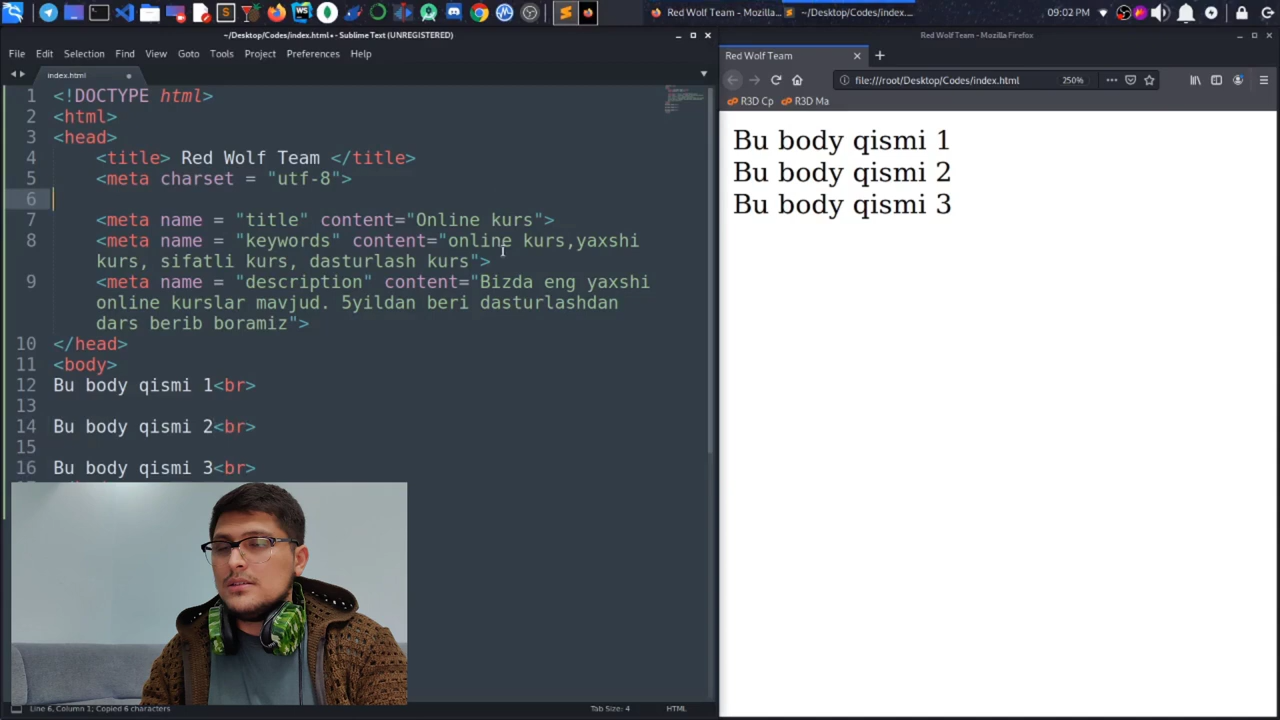 Red Wolf Team - Mozilla...
~/Desktop/Codes/index....
09:02 PM
~/Desktop/Codes/index.html • - Sublime Text (UNREGISTERED)
Red Wolf Team - Mozilla Firefox
File Edit Selection Find View Goto Tools Project Preferences Help
Red Wolf Team
index.html
file:///root/Desktop/Codes/index.html
250%
R3D Cp R3D Ma
1 <!DOCTYPE html>
2 <html>
3 <head>
4 <title> Red Wolf Team </title>
5 <meta charset = "utf-8">
6
7 <meta name = "title" content="Online kurs">
8 <meta name = "keywords" content="online kurs,yaxshi
kurs, sifatli kurs, dasturlash kurs">
9 <meta name = "description" content="Bizda eng yaxshi
online kurslar mavjud. 5yildan beri dasturlashdan
dars berib boramiz">
10 </head>
11 <body>
12 Bu body qismi 1<br>
13
14 Bu body qismi 2<br>
15
16 Bu body qismi 3<br>
Bu body qismi 1
Bu body qismi 2
Bu body qismi 3
Line 6, Column 1; Copied 6 characters
Tab Size: 4
HTML